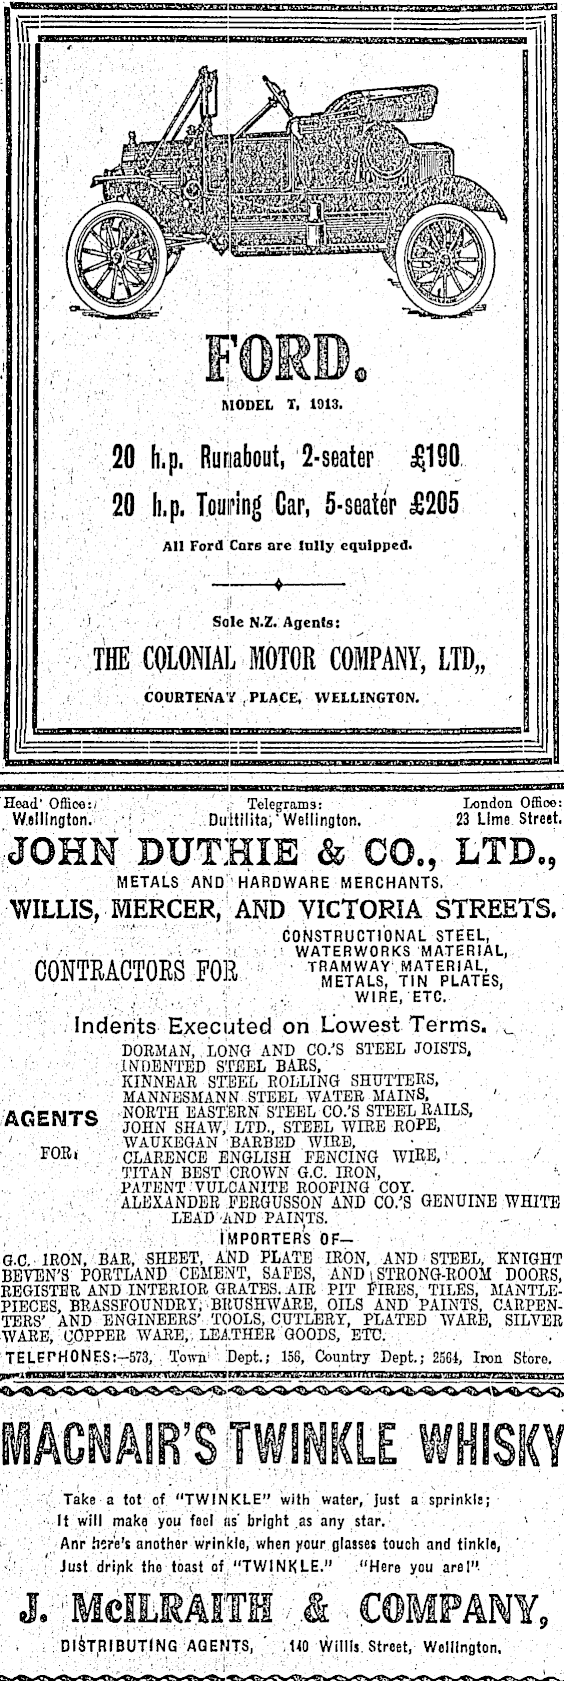 FORD.
MODEL T, 1913.
20 h.p. Runabout, 2-seater £190
20 h.p. Touring Car, 5-seater £205
All Ford Cars are fully equipped.
Sole N.Z. Agents:
THE COLONIAL MOTOR COMPANY, LTD.,
COURTENAY PLACE, WELLINGTON.
Head Office: Telegrams: London Office:
Wellington. Duttilita, Wellington. 23 Lime Street.
JOHN DUTHIE & CO., LTD.,
METALS AND HARDWARE MERCHANTS.
WILLIS, MERCER, AND VICTORIA STREETS.
CONTRACTORS FOR
CONSTRUCTIONAL STEEL,
WATERWORKS MATERIAL,
TRAMWAY MATERIAL,
METALS, TIN PLATES,
WIRE, ETC.
Indents Executed on Lowest Terms.
AGENTS
FOR:
DORMAN, LONG AND CO.'S STEEL JOISTS,
INDENTED STEEL BARS,
KINNEAR STEEL ROLLING SHUTTERS,
MANNESMANN STEEL WATER MAINS,
NORTH EASTERN STEEL CO.'S STEEL RAILS,
JOHN SHAW, LTD., STEEL WIRE ROPE,
WAUKEGAN BARBED WIRE,
CLARENCE ENGLISH FENCING WIRE,
TITAN BEST CROWN G.C. IRON,
PATENT VULCANITE ROOFING COY.
ALEXANDER FERGUSSON AND CO.'S GENUINE WHITE
LEAD AND PAINTS.
IMPORTERS OF—
G.C. IRON, BAR, SHEET, AND PLATE IRON, AND STEEL, KNIGHT
BEVEN'S PORTLAND CEMENT, SAFES, AND STRONG-ROOM DOORS,
REGISTER AND INTERIOR GRATES. AIR PIT FIRES, TILES, MANTLE-
PIECES, BRASSFOUNDRY, BRUSHWARE, OILS AND PAINTS, CARPEN-
TERS' AND ENGINEERS' TOOLS, CUTLERY, PLATED WARE, SILVER
WARE, COPPER WARE, LEATHER GOODS, ETC.
TELEPHONES:—573, Town Dept.; 156, Country Dept.; 2564, Iron Store.
MACNAIR'S TWINKLE WHISKY
Take a tot of "TWINKLE" with water, just a sprinkle;
It will make you feel as bright as any star.
Anr here's another wrinkle, when your glasses touch and tinkle,
Just drink the toast of "TWINKLE." "Here you are!"
J. McILRAITH & COMPANY,
DISTRIBUTING AGENTS, 140 Willis Street, Wellington.